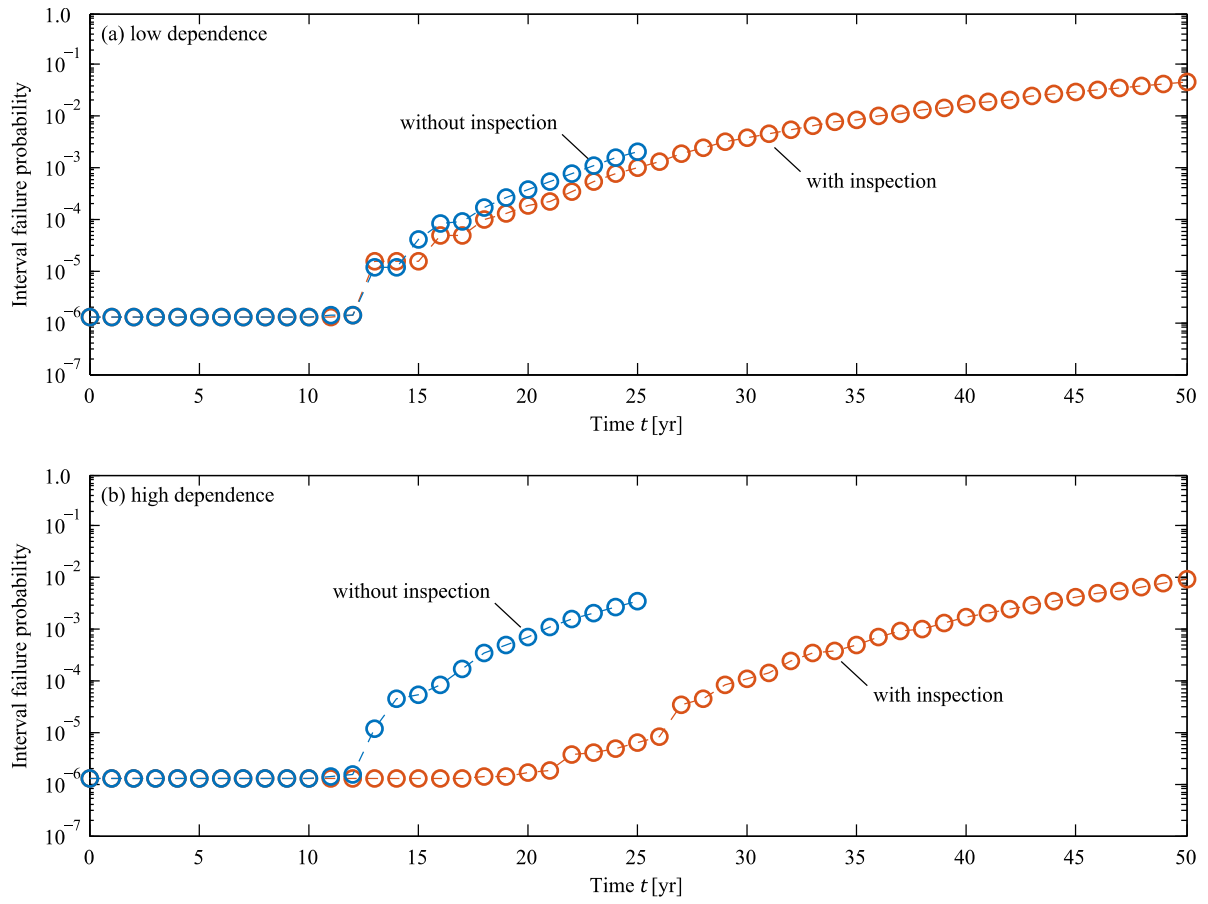 (a) low dependence
1.0
10−1
10−2
10−3
10−4
10−5
10−6
10−7
Interval failure probability
without inspection
with inspection
0 5 10 15 20 25 30 35 40 45 50
Time t [yr]
(b) high dependence
1.0
10−1
10−2
10−3
10−4
10−5
10−6
10−7
Interval failure probability
without inspection
with inspection
0 5 10 15 20 25 30 35 40 45 50
Time t [yr]